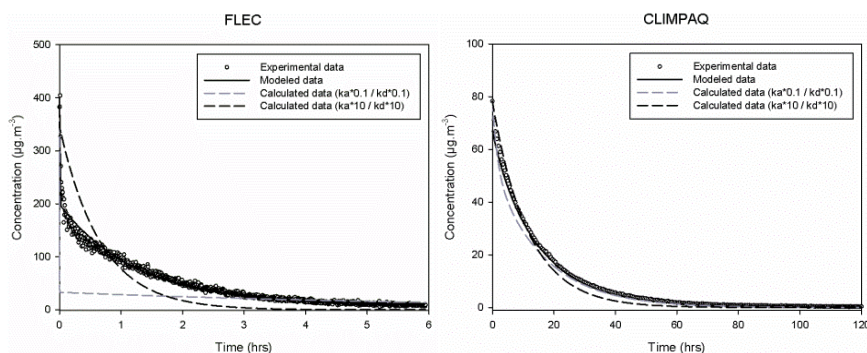 FLEC
CLIMPAQ
500
400
300
200
100
0
Concentration (µg.m-³)
Experimental data
Modeled data
Calculated data (ka*0.1 / kd*0.1)
Calculated data (ka*10 / kd*10)
0 1 2 3 4 5 6
Time (hrs)
100
80
60
40
20
0
Concentration (µg.m-³)
Experimental data
Modeled data
Calculated data (ka*0.1 / kd*0.1)
Calculated data (ka*10 / kd*10)
0 20 40 60 80 100 120
Time (hrs)